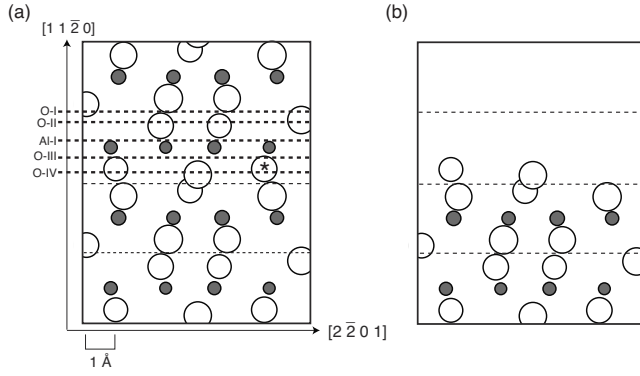 (a)
[1 1 2̅ 0]
O-I
O-II
Al-I
O-III
O-IV
*
[2 2̅ 0 1]
1 Å
(b)